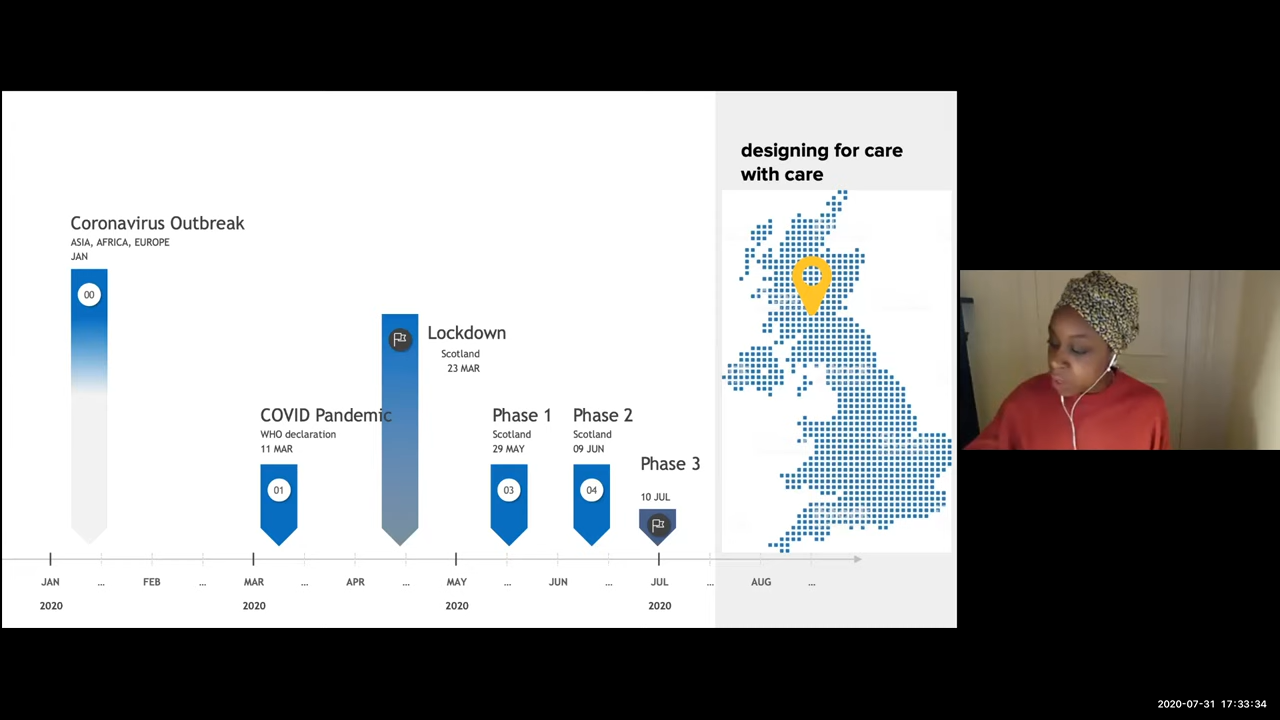 designing for care
with care
Coronavirus Outbreak
ASIA, AFRICA, EUROPE
JAN
00
Lockdown
Scotland
23 MAR
COVID Pandemic
WHO declaration
11 MAR
01
Phase 1
Scotland
29 MAY
03
Phase 2
Scotland
09 JUN
04
Phase 3
10 JUL
JAN ... FEB ... MAR ... APR ... MAY ... JUN ... JUL ... AUG ...
2020 2020 2020 2020
2020-07-31 17:33:34